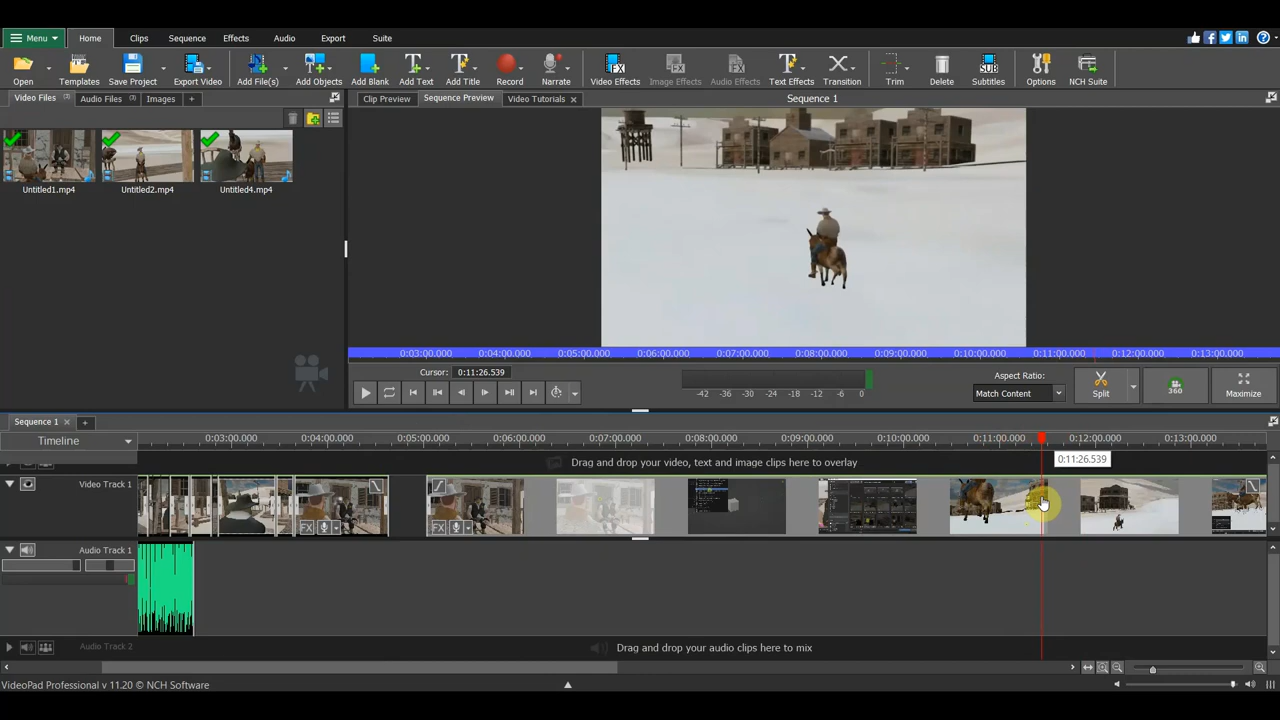 Menu Home Clips Sequence Effects Audio Export Suite
Open Templates Save Project Export Video Add File(s) Add Objects Add Blank Add Text Add Title Record Narrate Video Effects Image Effects Audio Effects Text Effects Transition Trim Delete Subtitles Options NCH Suite
Video Files Audio Files Images + Clip Preview Sequence Preview Video Tutorials Sequence 1
Untitled1.mp4 Untitled2.mp4 Untitled4.mp4
0:03:00.000 0:04:00.000 0:05:00.000 0:06:00.000 0:07:00.000 0:08:00.000 0:09:00.000 0:10:00.000 0:11:00.000 0:12:00.000 0:13:00.000
Cursor: 0:11:26.539
Aspect Ratio:
-42 -36 -30 -24 -18 -12 -6 0
Match Content Split 360 Maximize
Sequence 1 +
Timeline 0:03:00.000 0:04:00.000 0:05:00.000 0:06:00.000 0:07:00.000 0:08:00.000 0:09:00.000 0:10:00.000 0:11:00.000 0:12:00.000 0:13:00.000
Drag and drop your video, text and image clips here to overlay 0:11:26.539
Video Track 1
FX FX
Audio Track 1
Audio Track 2 Drag and drop your audio clips here to mix
VideoPad Professional v 11.20 © NCH Software